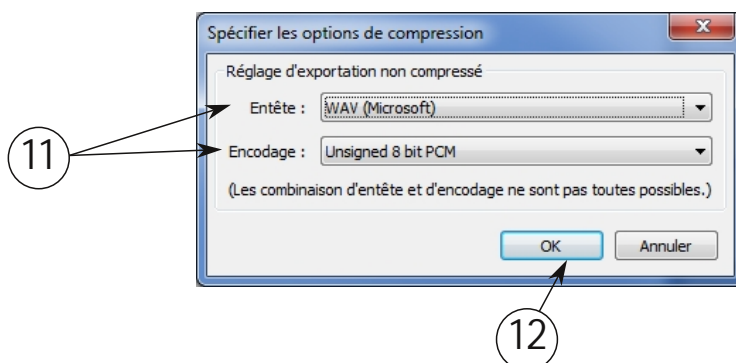 Spécifier les options de compression
Réglage d'exportation non compressé
Entête : WAV (Microsoft)
11
Encodage : Unsigned 8 bit PCM
(Les combinaison d'entête et d'encodage ne sont pas toutes possibles.)
OK Annuler
12